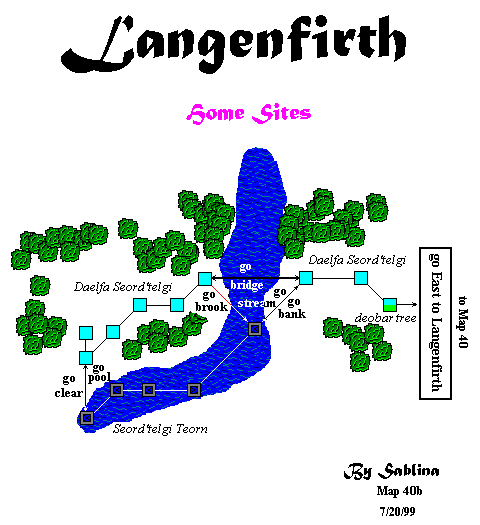 Langenfirth
Home Sites
Daelfa Seord'telgi
go
bridge
stream
go
brook
go
go
bank
Daelfa Seord'telgi
deobar tree
go East to Langenfirth
to Map 40
go
pool
go
clear
Seord'telgi Teorn
By Sablina
Map 40b
7/20/99